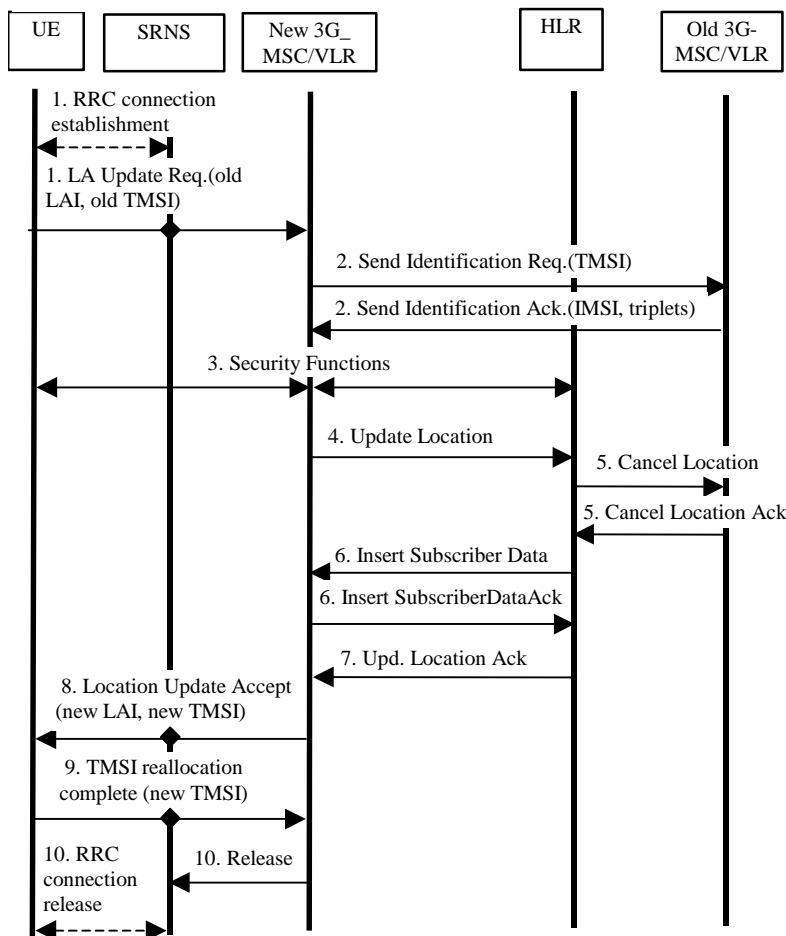 UE
SRNS
New 3G_
MSC/VLR
HLR
Old 3G-
MSC/VLR
1. RRC connection
establishment
1. LA Update Req.(old
LAI, old TMSI)
2. Send Identification Req.(TMSI)
2. Send Identification Ack.(IMSI, triplets)
3. Security Functions
4. Update Location
5. Cancel Location
5. Cancel Location Ack
6. Insert Subscriber Data
6. Insert SubscriberDataAck
7. Upd. Location Ack
8. Location Update Accept
(new LAI, new TMSI)
9. TMSI reallocation
complete (new TMSI)
10. RRC
connection
release
10. Release